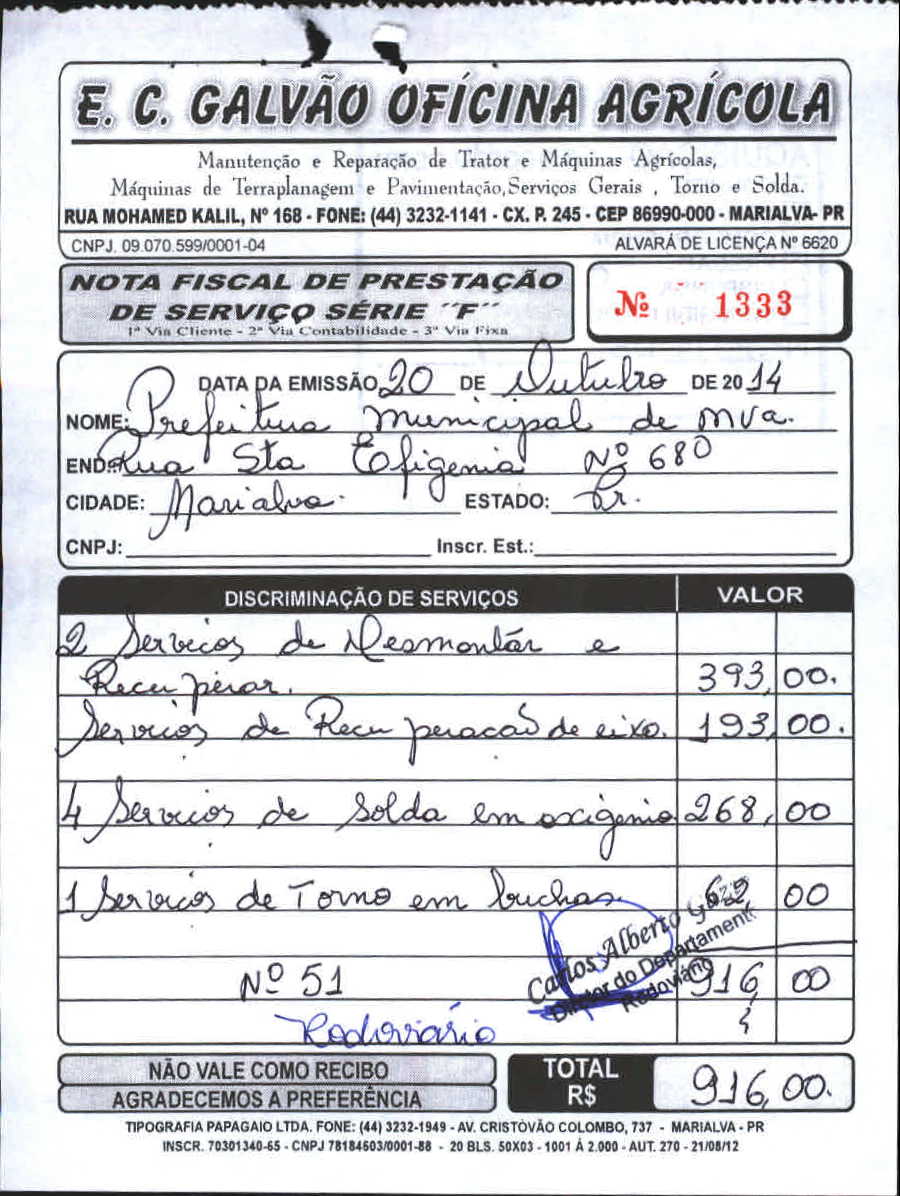 E. C. GALVÃO OFÍCINA AGRÍCOLA
Manutenção e Reparação de Trator e Máquinas Agrícolas,
Máquinas de Terraplanagem e Pavimentação, Serviços Gerais , Torno e Solda.
RUA MOHAMED KALIL, Nº 168 - FONE: (44) 3232-1141 - CX. P. 245 - CEP 86990-000 - MARIALVA- PR
CNPJ. 09.070.599/0001-04 ALVARÁ DE LICENÇA Nº 6620
NOTA FISCAL DE PRESTAÇÃO
DE SERVIÇO SÉRIE "F"
1ª Via Cliente - 2ª Via Contabilidade - 3ª Via Fixa
Nº 1333
DATA DA EMISSÃO 20 DE Outubro DE 2014
NOME: Prefeitura municipal de mva.
END.: Rua Sta Efigenia Nº 680
CIDADE: Marialva. ESTADO: Pr.
CNPJ: Inscr. Est.:
DISCRIMINAÇÃO DE SERVIÇOS VALOR
2 Servicos de Desmontar e
Recuperar. 393,00.
Servicos de Recuperacaõ de eixo. 193,00.
4 Servicos de Solda em oxigenio 268,00
1 Servicos de Torno em buchas. 62 00
Carlos Alberto
Diretor do Departamento
Rodoviário
Nº 51 916,00
Rodoviário
NÃO VALE COMO RECIBO
AGRADECEMOS A PREFERÊNCIA
TOTAL
R$ 916,00.
TIPOGRAFIA PAPAGAIO LTDA. FONE: (44) 3232-1949 - AV. CRISTÓVÃO COLOMBO, 737 - MARIALVA - PR
INSCR. 70301340-65 - CNPJ 78184603/0001-88 - 20 BLS. 50X03 - 1001 Á 2.000 - AUT. 270 - 21/08/12